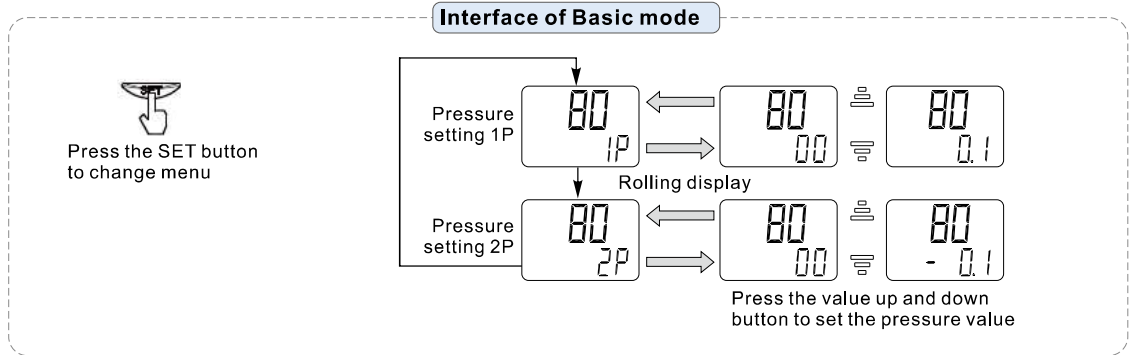 Interface of Basic mode
SET
Press the SET button
to change menu
Pressure
setting 1P
80
1P
80
00
80
0.1
Rolling display
Pressure
setting 2P
80
2P
80
00
80
- 0.1
Press the value up and down
button to set the pressure value